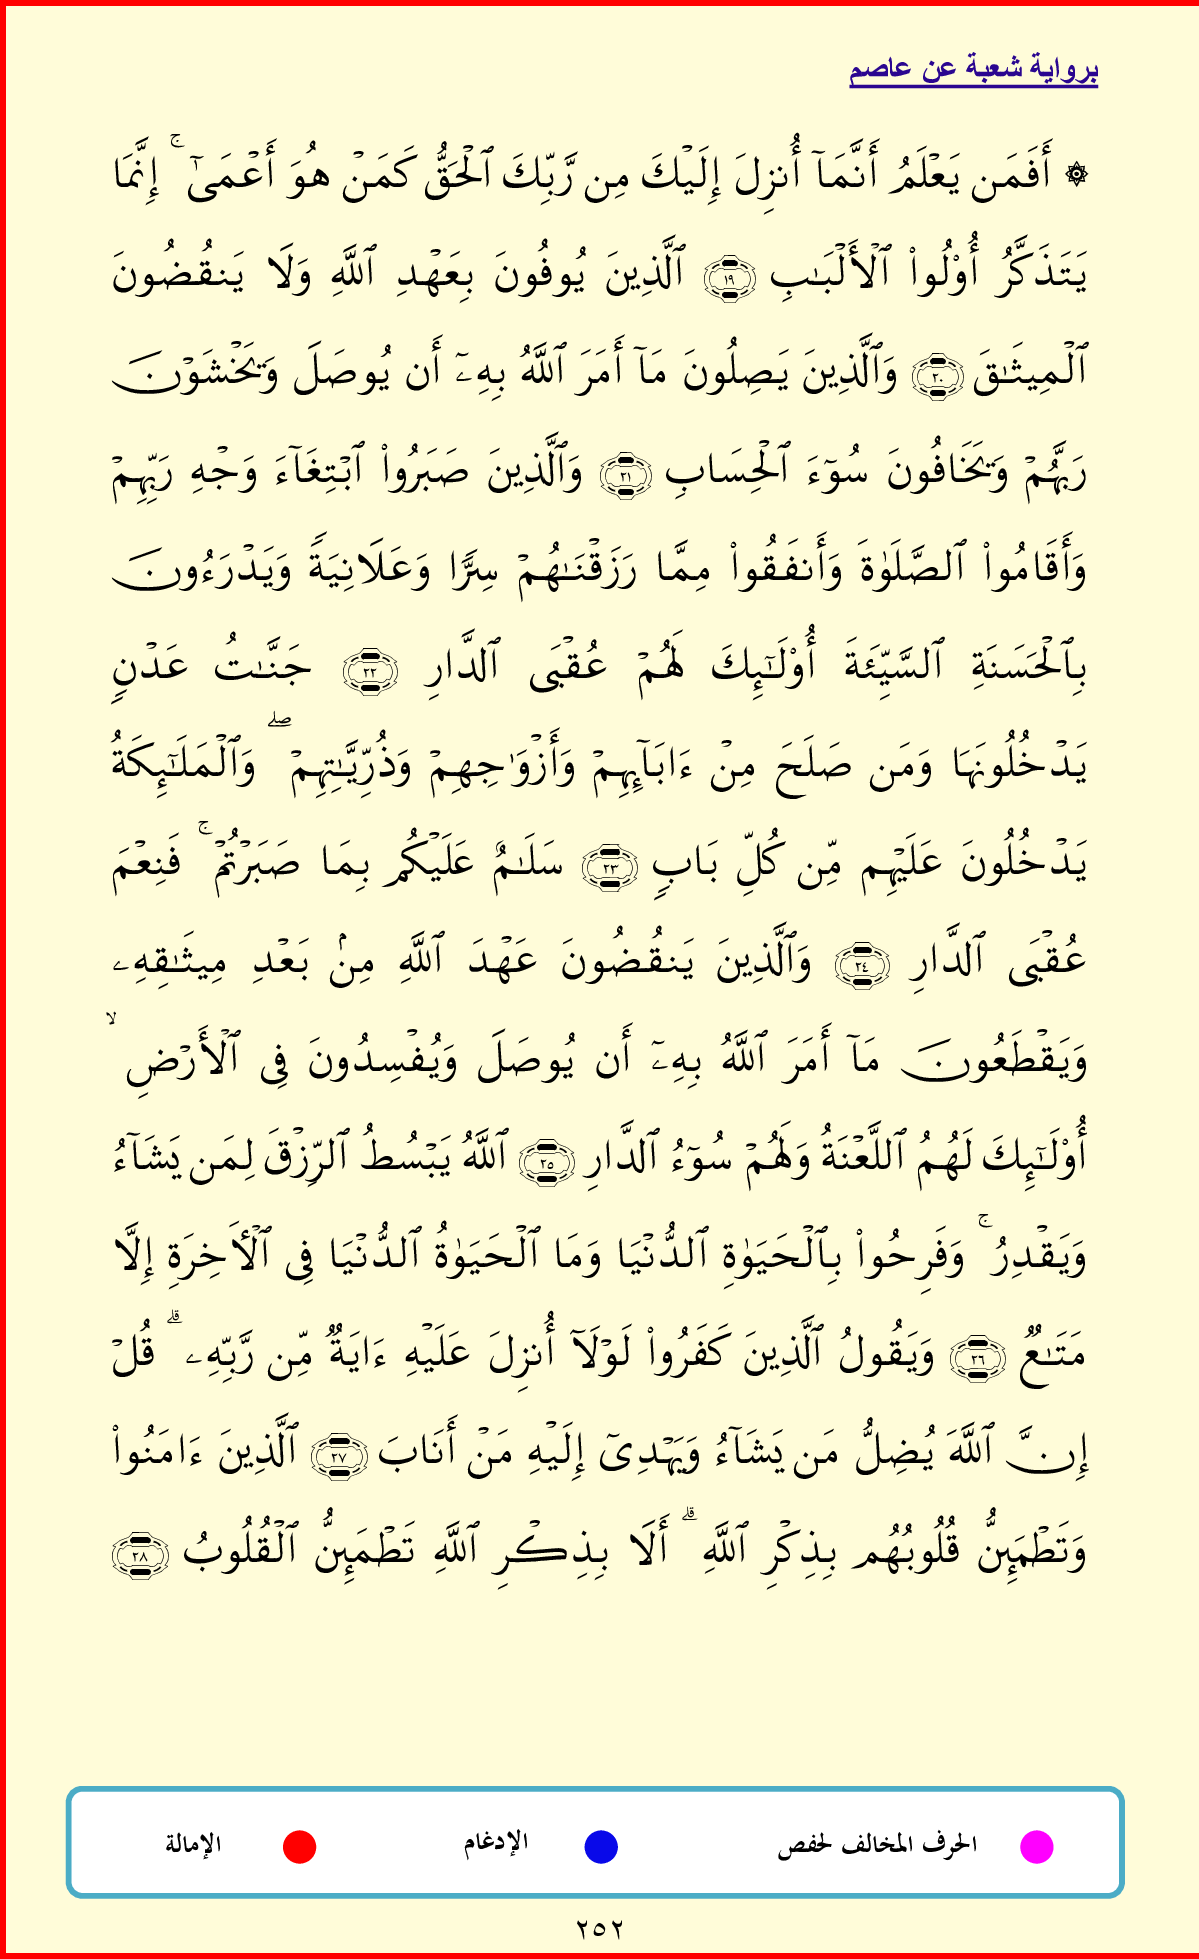 برواية شعبة عن عاصم
۞ أَفَمَن يَعْلَمُ أَنَّمَآ أُنزِلَ إِلَيْكَ مِن رَّبِّكَ ٱلْحَقُّ كَمَنْ هُوَ أَعْمَىٰٓ ۚ إِنَّمَا
يَتَذَكَّرُ أُو۟لُوا۟ ٱلْأَلْبَـٰبِ ١٩ ٱلَّذِينَ يُوفُونَ بِعَهْدِ ٱللَّهِ وَلَا يَنقُضُونَ
ٱلْمِيثَـٰقَ ٢٠ وَٱلَّذِينَ يَصِلُونَ مَآ أَمَرَ ٱللَّهُ بِهِۦٓ أَن يُوصَلَ وَيَخْشَوْنَ
رَبَّهُمْ وَيَخَافُونَ سُوٓءَ ٱلْحِسَابِ ٢١ وَٱلَّذِينَ صَبَرُوا۟ ٱبْتِغَآءَ وَجْهِ رَبِّهِمْ
وَأَقَامُوا۟ ٱلصَّلَوٰةَ وَأَنفَقُوا۟ مِمَّا رَزَقْنَـٰهُمْ سِرًّا وَعَلَانِيَةً وَيَدْرَءُونَ
بِٱلْحَسَنَةِ ٱلسَّيِّئَةَ أُو۟لَـٰٓئِكَ لَهُمْ عُقْبَى ٱلدَّارِ ٢٢ جَنَّـٰتُ عَدْنٍ
يَدْخُلُونَهَا وَمَن صَلَحَ مِنْ ءَابَآئِهِمْ وَأَزْوَٰجِهِمْ وَذُرِّيَّـٰتِهِمْ ۖ وَٱلْمَلَـٰٓئِكَةُ
يَدْخُلُونَ عَلَيْهِم مِّن كُلِّ بَابٍ ٢٣ سَلَـٰمٌ عَلَيْكُم بِمَا صَبَرْتُمْ ۚ فَنِعْمَ
عُقْبَى ٱلدَّارِ ٢٤ وَٱلَّذِينَ يَنقُضُونَ عَهْدَ ٱللَّهِ مِنۢ بَعْدِ مِيثَـٰقِهِۦ
وَيَقْطَعُونَ مَآ أَمَرَ ٱللَّهُ بِهِۦٓ أَن يُوصَلَ وَيُفْسِدُونَ فِى ٱلْأَرْضِ ۙ
أُو۟لَـٰٓئِكَ لَهُمُ ٱللَّعْنَةُ وَلَهُمْ سُوٓءُ ٱلدَّارِ ٢٥ ٱللَّهُ يَبْسُطُ ٱلرِّزْقَ لِمَن يَشَآءُ
وَيَقْدِرُ ۚ وَفَرِحُوا۟ بِٱلْحَيَوٰةِ ٱلدُّنْيَا وَمَا ٱلْحَيَوٰةُ ٱلدُّنْيَا فِى ٱلْـَٔاخِرَةِ إِلَّا
مَتَـٰعٌ ٢٦ وَيَقُولُ ٱلَّذِينَ كَفَرُوا۟ لَوْلَآ أُنزِلَ عَلَيْهِ ءَايَةٌ مِّن رَّبِّهِۦ ۗ قُلْ
إِنَّ ٱللَّهَ يُضِلُّ مَن يَشَآءُ وَيَهْدِىٓ إِلَيْهِ مَنْ أَنَابَ ٢٧ ٱلَّذِينَ ءَامَنُوا۟
وَتَطْمَئِنُّ قُلُوبُهُم بِذِكْرِ ٱللَّهِ ۗ أَلَا بِذِكْرِ ٱللَّهِ تَطْمَئِنُّ ٱلْقُلُوبُ ٢٨
الحرف المخالف لحفص الإدغام الإمالة
٢٥٢